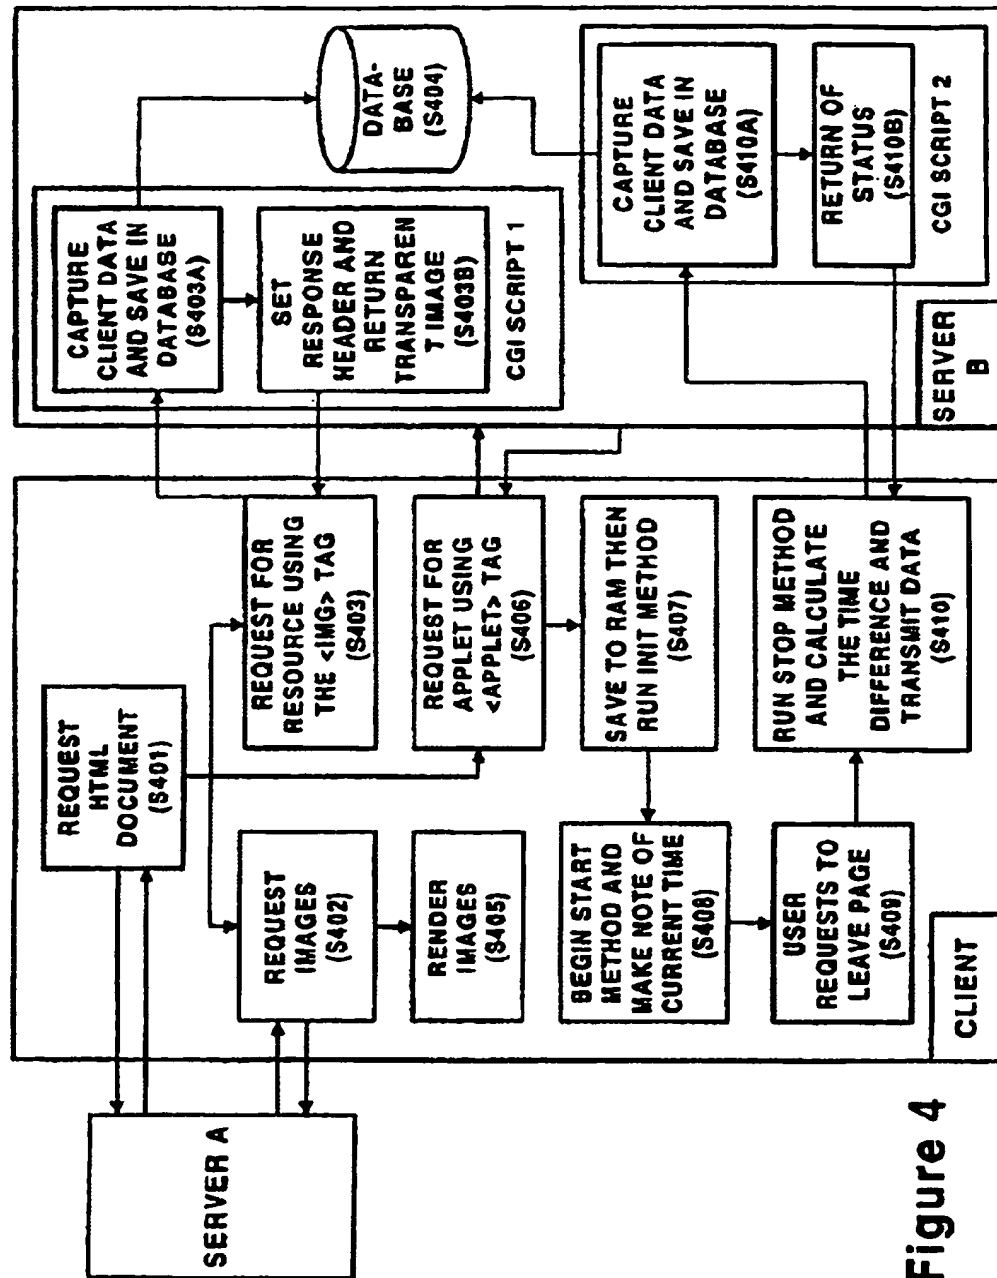 SERVER A
REQUEST
HTML
DOCUMENT
(S401)
REQUEST
IMAGES
(S402)
RENDER
IMAGES
(S405)
REQUEST FOR
RESOURCE USING
THE <IMG> TAG
(S403)
REQUEST FOR
APPLET USING
<APPLET> TAG
(S406)
SAVE TO RAM THEN
RUN INIT METHOD
(S407)
BEGIN START
METHOD AND
MAKE NOTE OF
CURRENT TIME
(S408)
USER
REQUESTS TO
LEAVE PAGE
(S409)
RUN STOP METHOD
AND CALCULATE
THE TIME
DIFFERENCE AND
TRANSMIT DATA
(S410)
CLIENT
CAPTURE
CLIENT DATA
AND SAVE IN
DATABASE
(S403A)
SET
RESPONSE
HEADER AND
RETURN
TRANSPAREN
T IMAGE
(S403B)
CGI SCRIPT 1
DATA-
BASE
(S404)
CAPTURE
CLIENT DATA
AND SAVE IN
DATABASE
(S410A)
RETURN OF
STATUS
(S410B)
CGI SCRIPT 2
SERVER
B
Figure 4